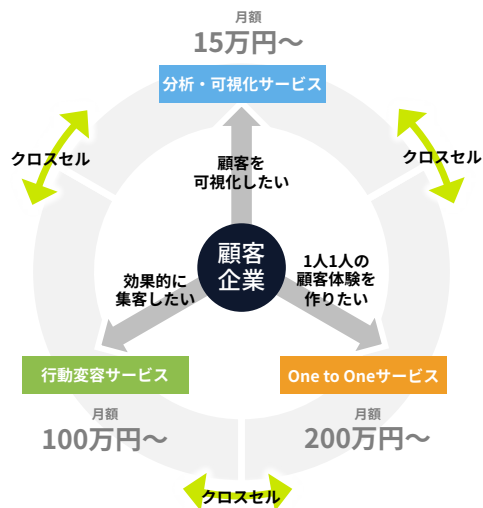 月額
15万円～
分析・可視化サービス
クロスセル
クロスセル
顧客を
可視化したい
顧客
企業
効果的に
集客したい
1人1人の
顧客体験を
作りたい
行動変容サービス
月額
100万円～
One to Oneサービス
月額
200万円～
クロスセル